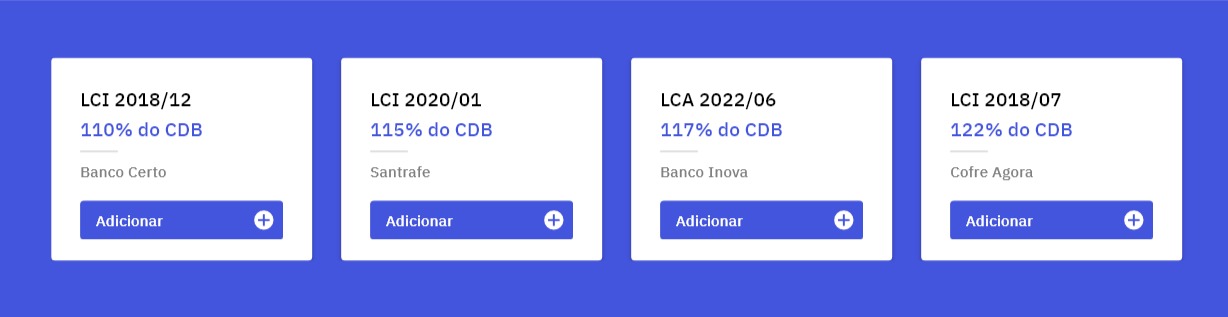 LCI 2018/12
110% do CDB
Banco Certo
Adicionar
LCI 2020/01
115% do CDB
Santrafe
Adicionar
LCA 2022/06
117% do CDB
Banco Inova
Adicionar
LCI 2018/07
122% do CDB
Cofre Agora
Adicionar